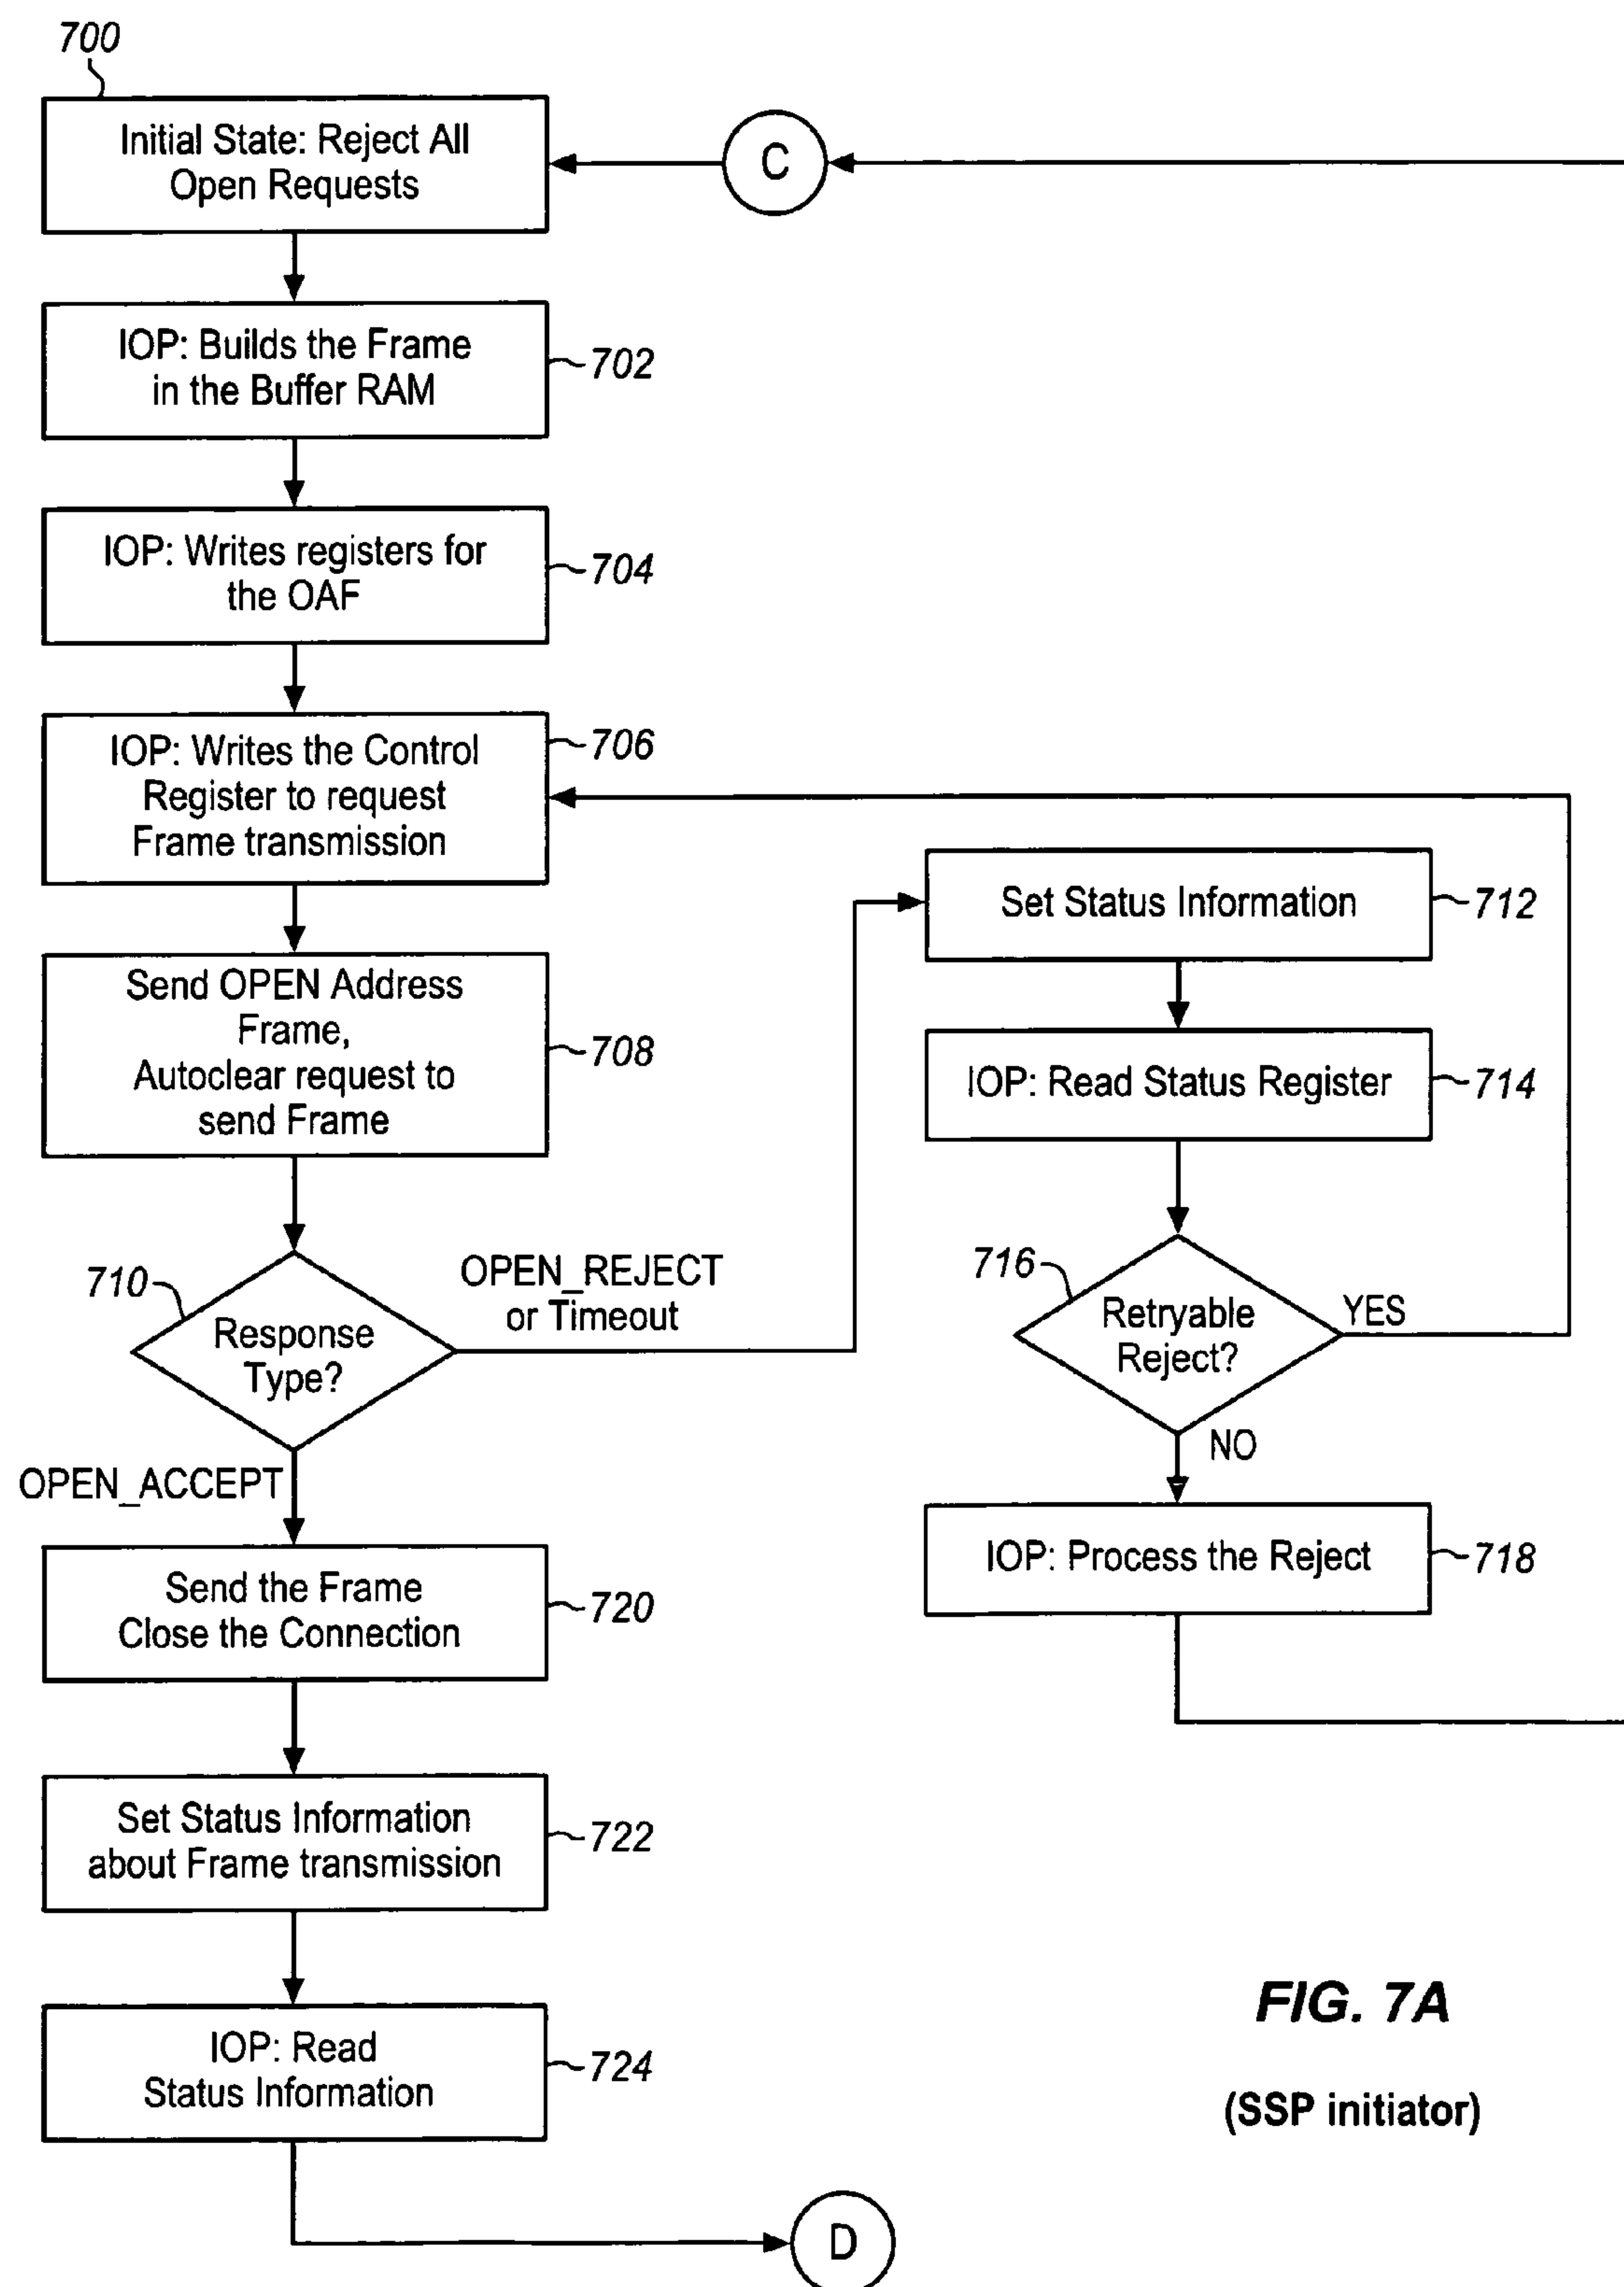 700
Initial State: Reject All
Open Requests
C
IOP: Builds the Frame
in the Buffer RAM
702
IOP: Writes registers for
the OAF
704
IOP: Writes the Control
Register to request
Frame transmission
706
Send OPEN Address
Frame,
Autoclear request to
send Frame
708
710
Response
Type?
OPEN_REJECT
or Timeout
OPEN_ACCEPT
Set Status Information
712
IOP: Read Status Register
714
716
Retryable
Reject?
YES
NO
IOP: Process the Reject
718
Send the Frame
Close the Connection
720
Set Status Information
about Frame transmission
722
IOP: Read
Status Information
724
D
FIG. 7A
(SSP initiator)